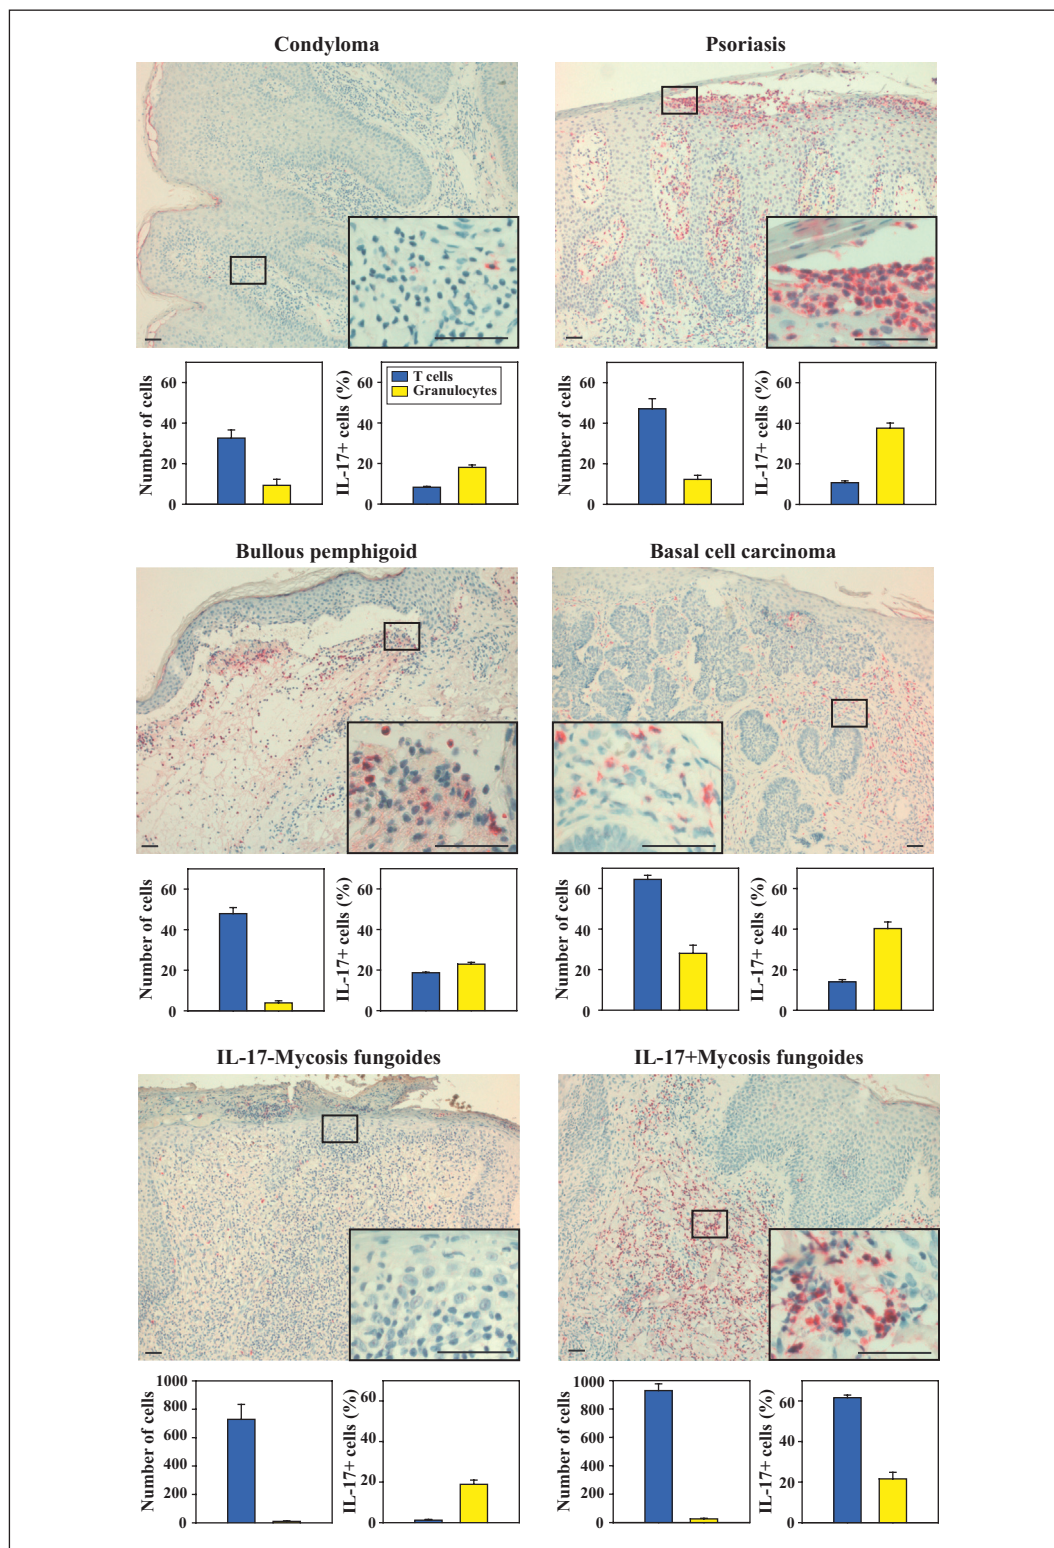 Condyloma
Psoriasis
Number of cells
60
40
20
0
IL-17+ cells (%)
60
40
20
0
T cells
Granulocytes
Number of cells
60
40
20
0
IL-17+ cells (%)
60
40
20
0
Bullous pemphigoid
Basal cell carcinoma
Number of cells
60
40
20
0
IL-17+ cells (%)
60
40
20
0
Number of cells
60
40
20
0
IL-17+ cells (%)
60
40
20
0
IL-17-Mycosis fungoides
IL-17+Mycosis fungoides
Number of cells
1000
800
600
400
200
0
IL-17+ cells (%)
60
40
20
0
Number of cells
1000
800
600
400
200
0
IL-17+ cells (%)
60
40
20
0